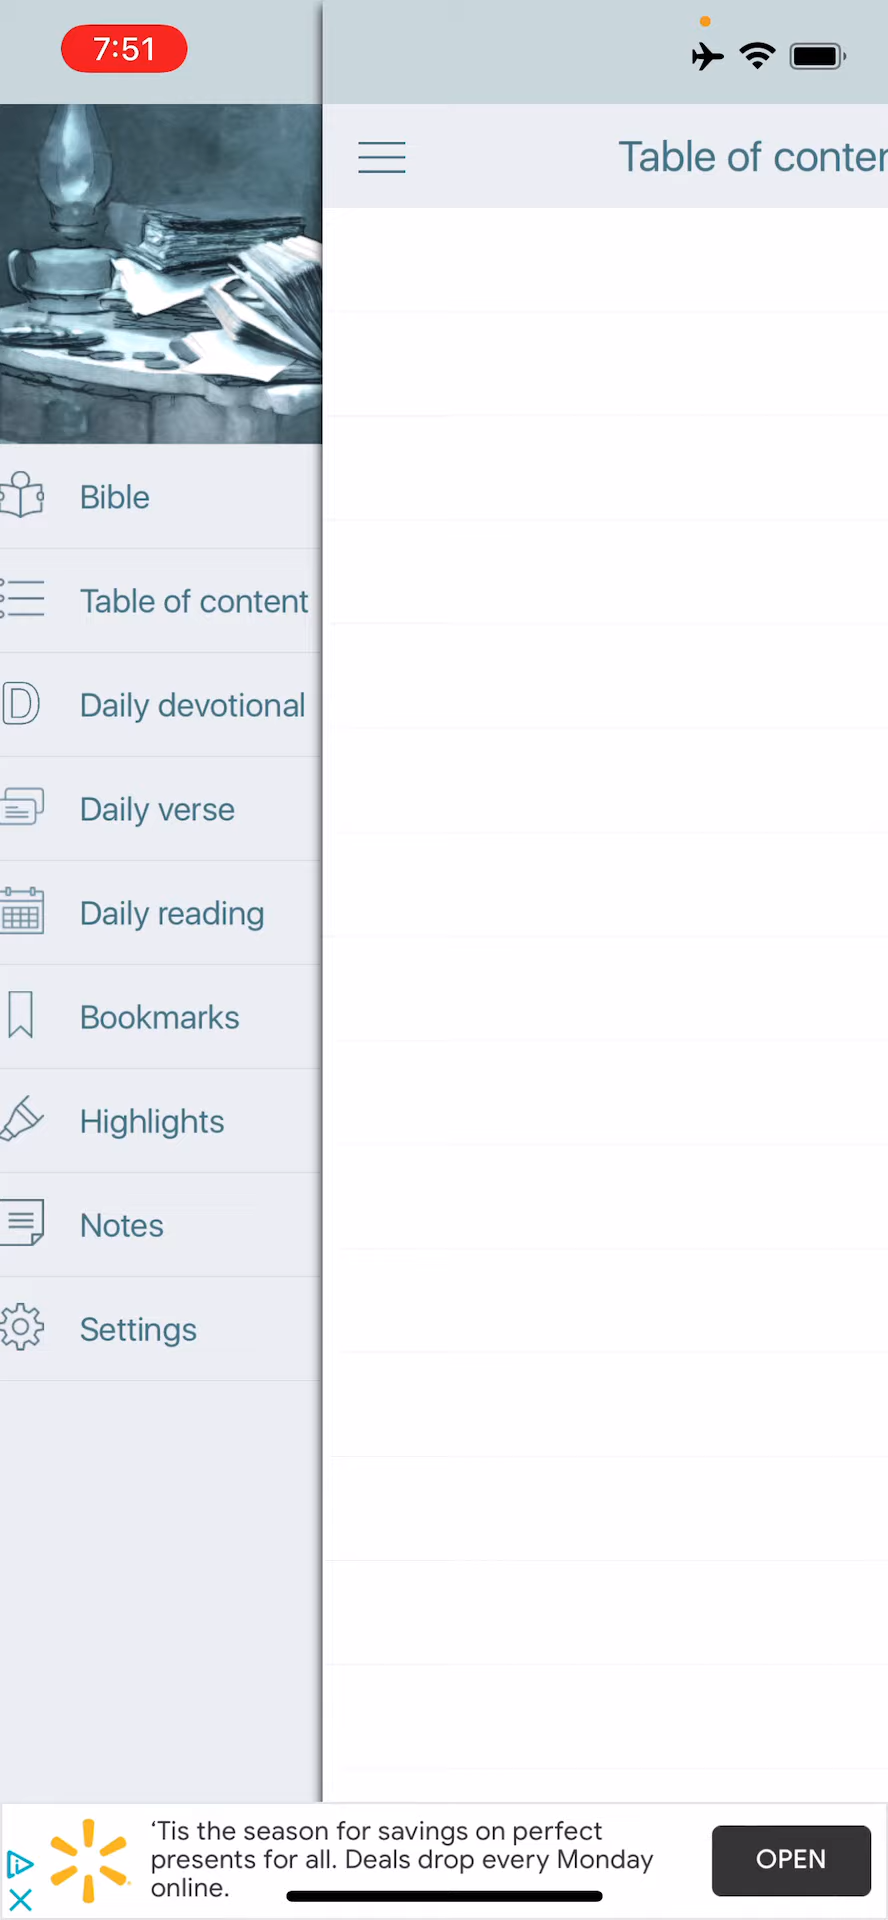 7:51
Table of conten
Bible
Table of content
Daily devotional
Daily verse
Daily reading
Bookmarks
Highlights
Notes
Settings
‘Tis the season for savings on perfect
presents for all. Deals drop every Monday
online.
OPEN